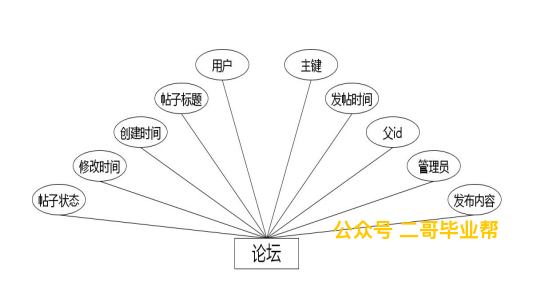 用户
主键
帖子标题
发帖时间
创建时间
父id
修改时间
管理员
帖子状态
发布内容
公众号 二哥毕业帮
论坛